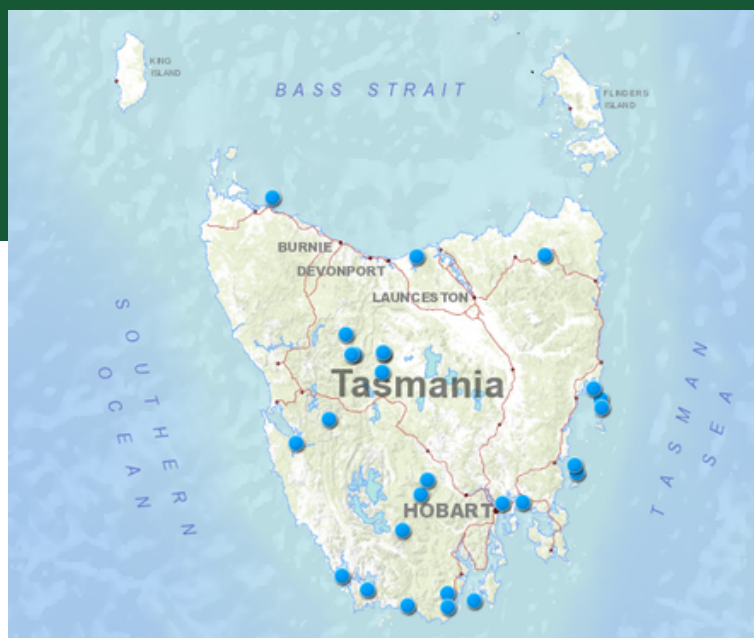 KING
ISLAND
BASS STRAIT
FLINDERS
ISLAND
BURNIE
DEVONPORT
LAUNCESTON
SOUTHERN
OCEAN
Tasmania
TASMAN
SEA
HOBART